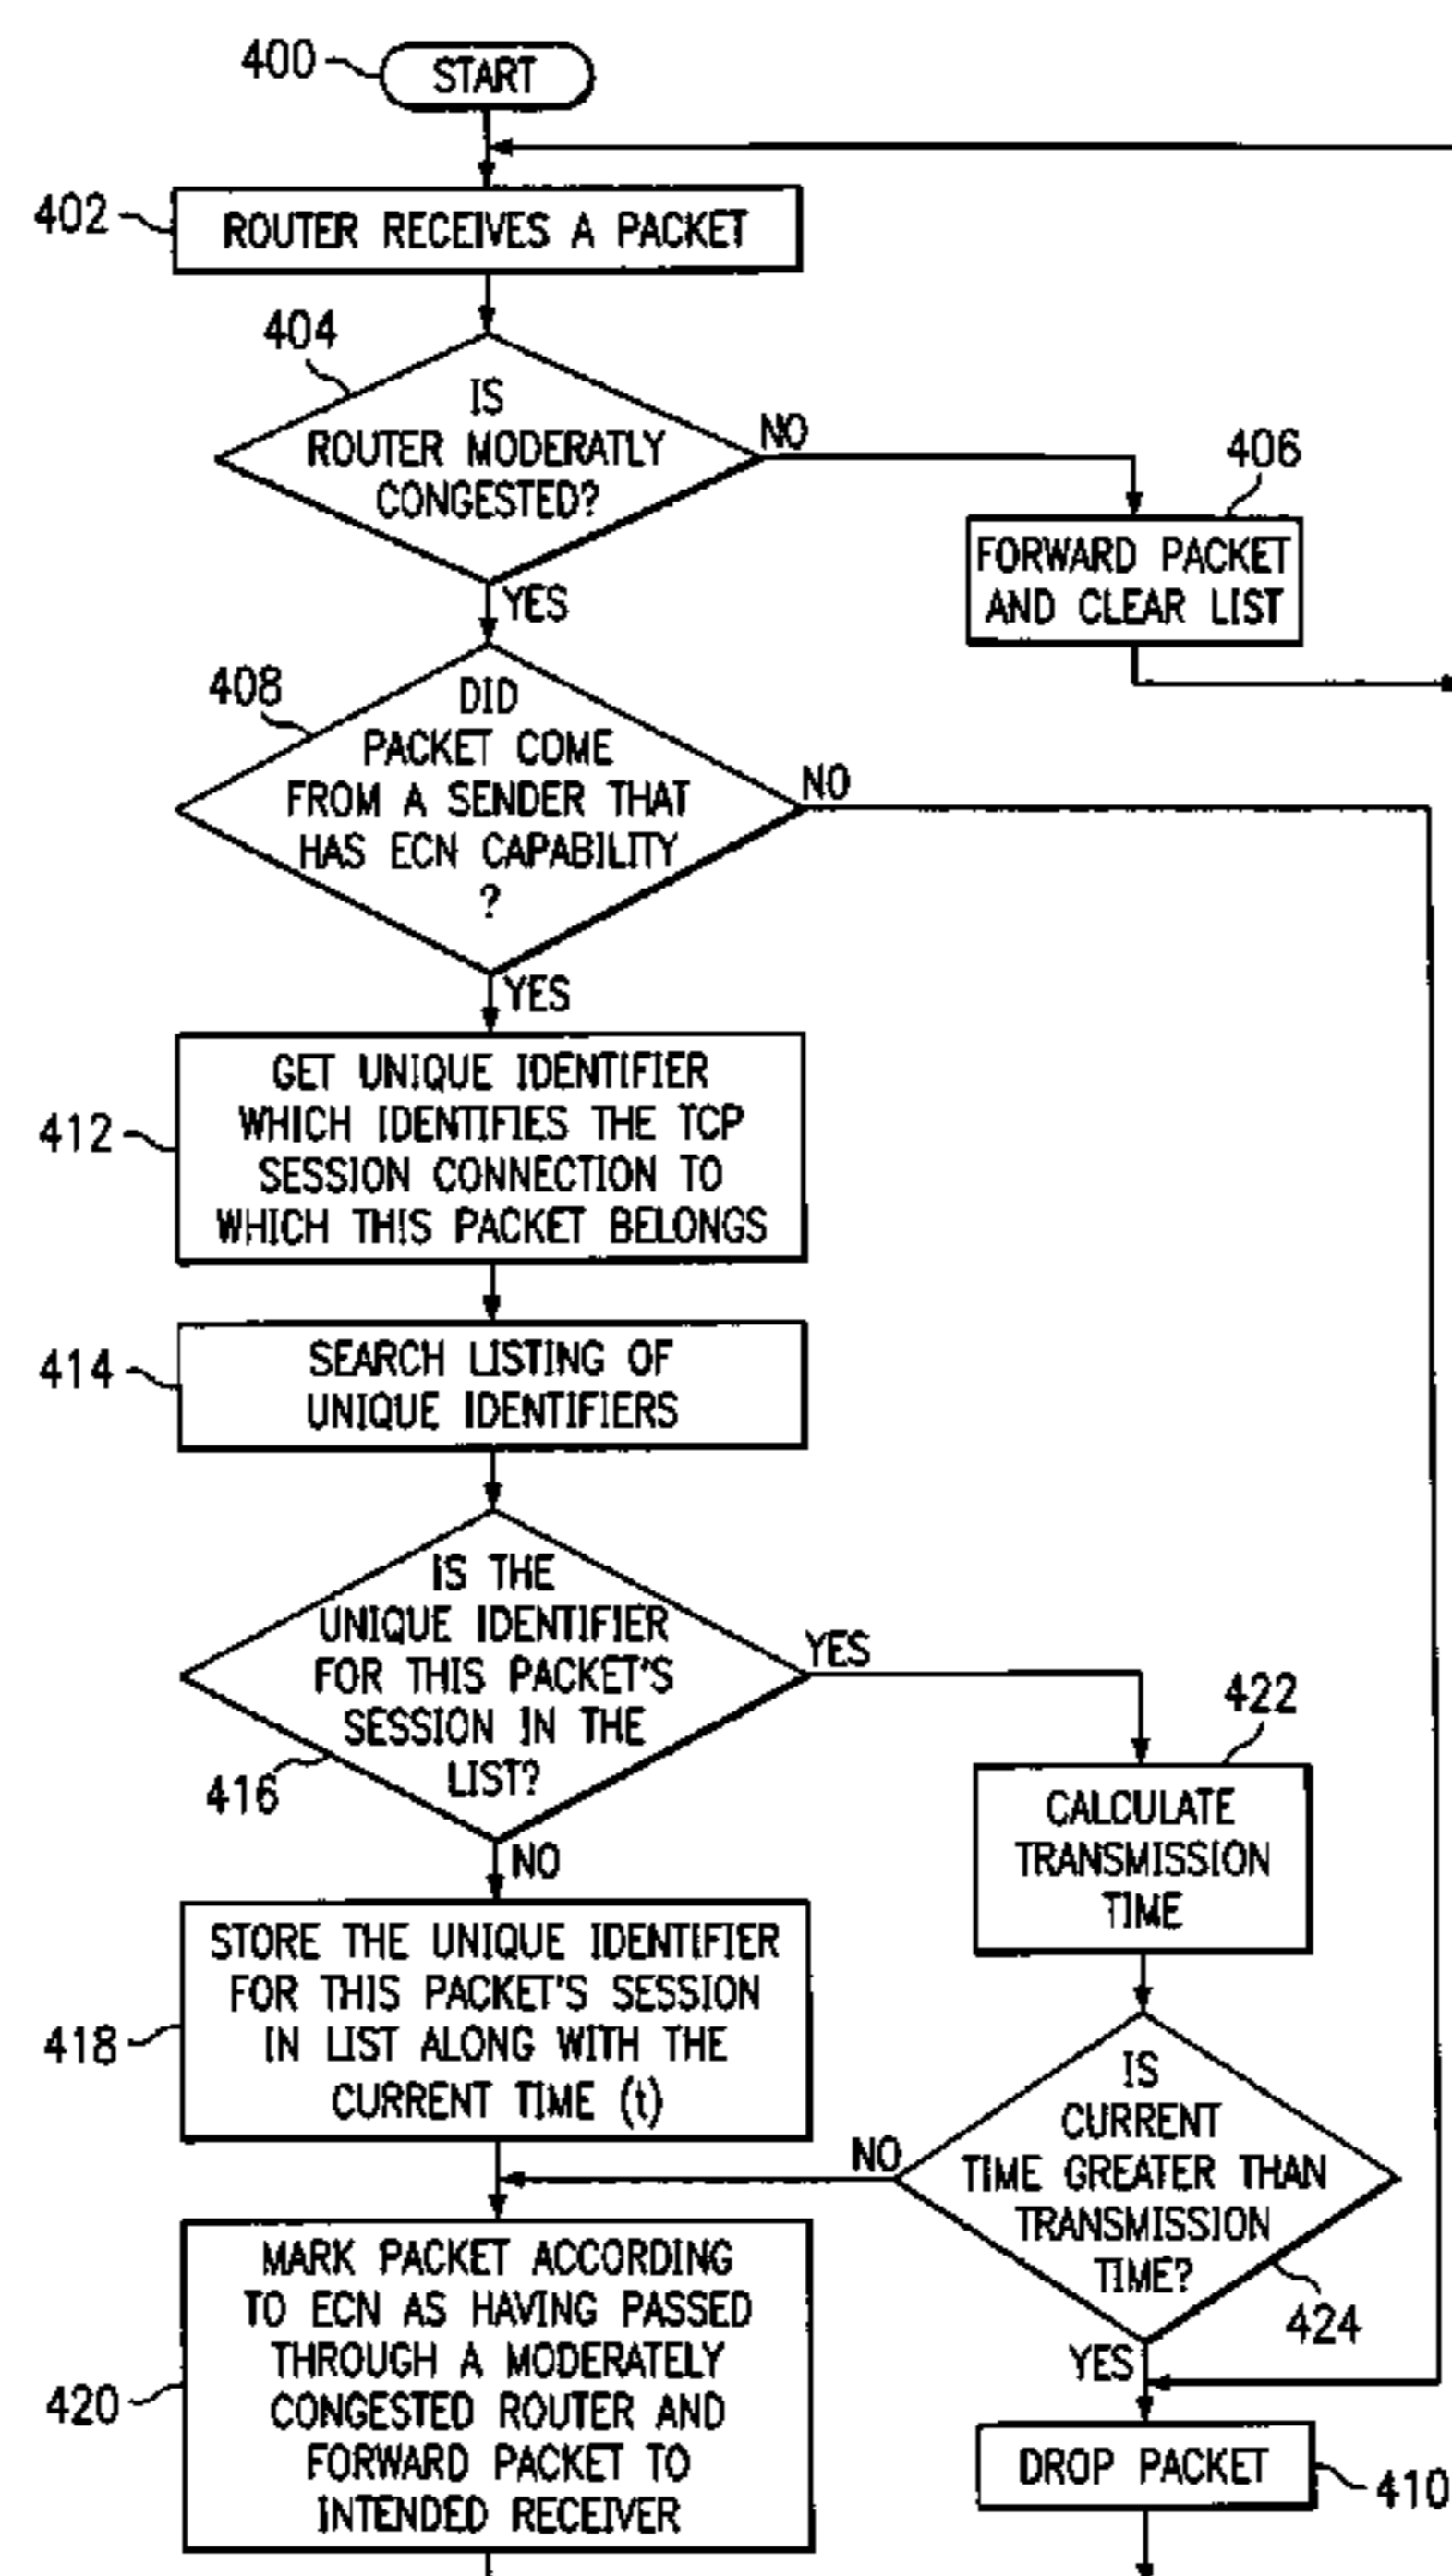 400
START
402
ROUTER RECEIVES A PACKET
404
IS
ROUTER MODERATLY
CONGESTED?
NO
406
FORWARD PACKET
AND CLEAR LIST
YES
408
DID
PACKET COME
FROM A SENDER THAT
HAS ECN CAPABILITY
?
NO
YES
412
GET UNIQUE IDENTIFIER
WHICH IDENTIFIES THE TCP
SESSION CONNECTION TO
WHICH THIS PACKET BELONGS
414
SEARCH LISTING OF
UNIQUE IDENTIFIERS
IS THE
UNIQUE IDENTIFIER
FOR THIS PACKET'S
SESSION IN THE
LIST?
416
YES
422
CALCULATE
TRANSMISSION
TIME
NO
418
STORE THE UNIQUE IDENTIFIER
FOR THIS PACKET'S SESSION
IN LIST ALONG WITH THE
CURRENT TIME (t)
IS
CURRENT
TIME GREATER THAN
TRANSMISSION
TIME?
424
NO
YES
420
MARK PACKET ACCORDING
TO ECN AS HAVING PASSED
THROUGH A MODERATELY
CONGESTED ROUTER AND
FORWARD PACKET TO
INTENDED RECEIVER
DROP PACKET
410